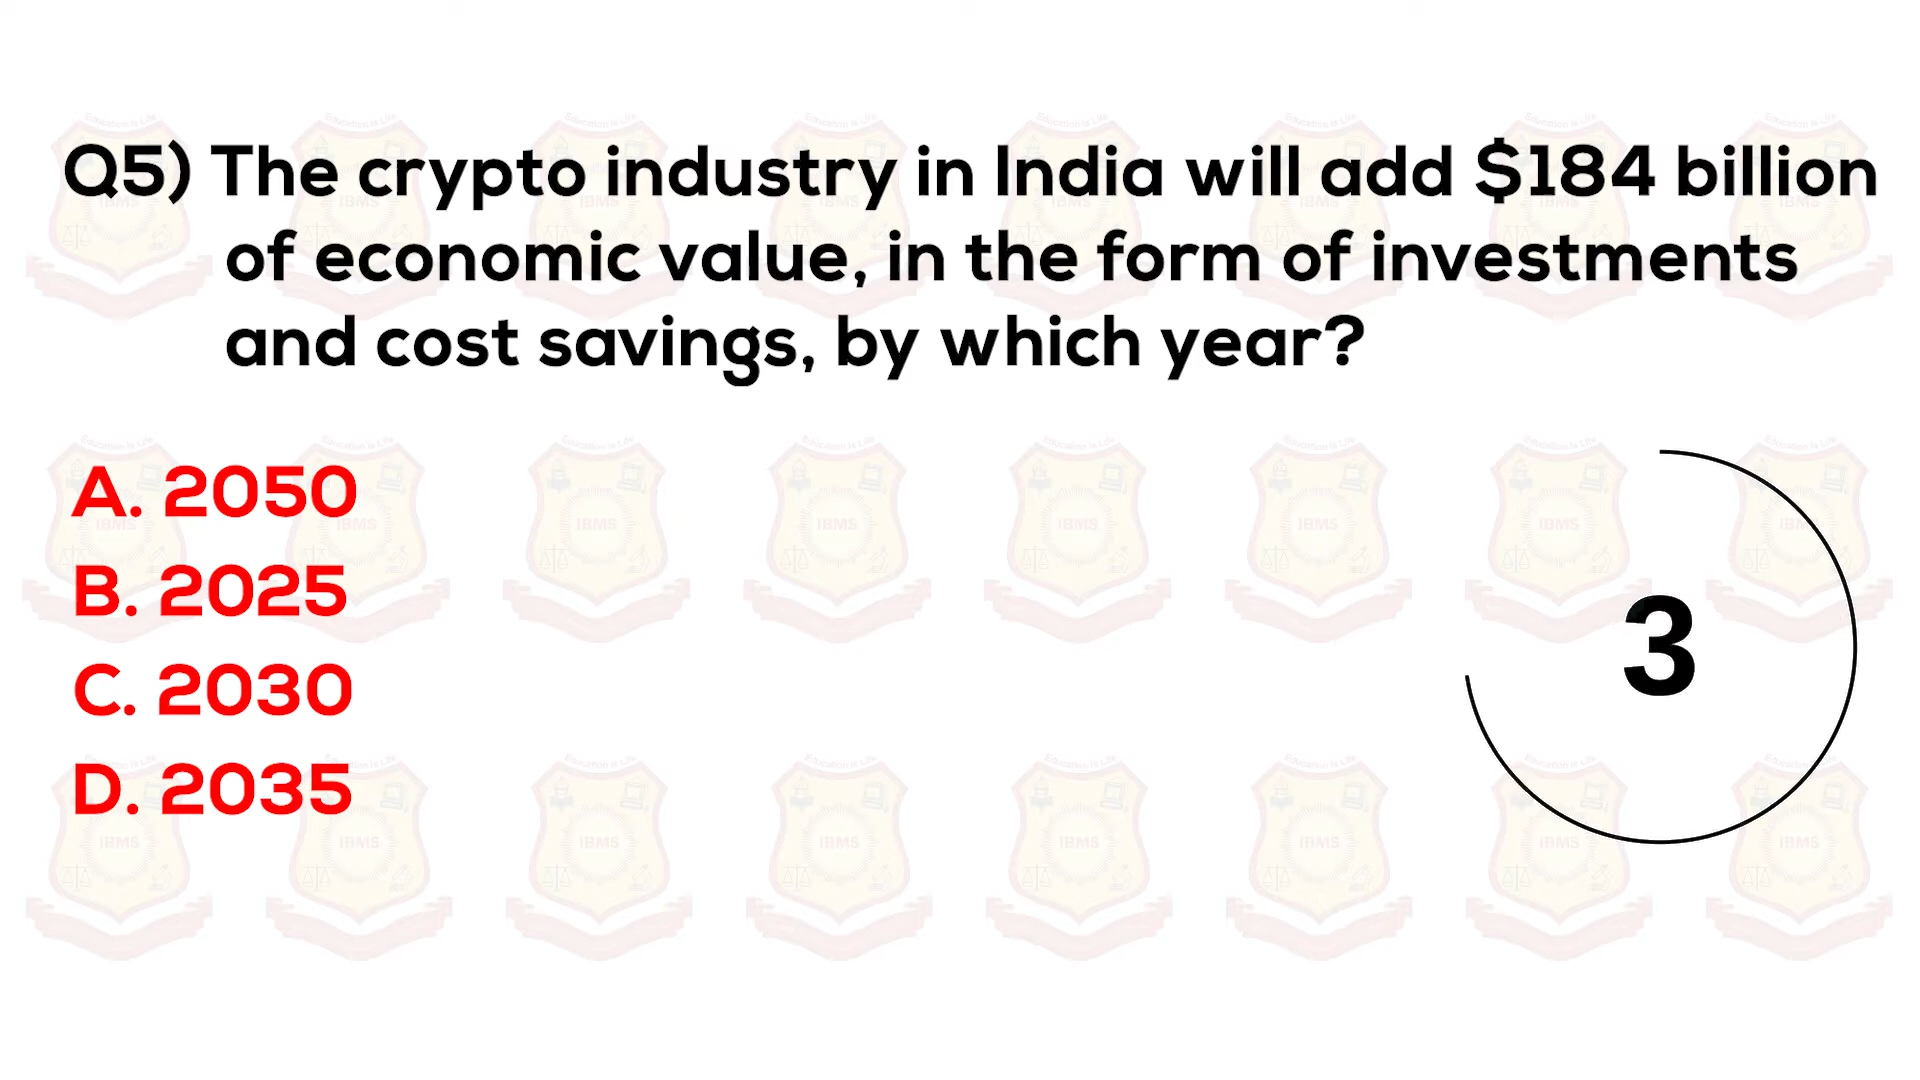 Q5) The crypto industry in India will add $184 billion
of economic value, in the form of investments
and cost savings, by which year?
A. 2050
B. 2025
C. 2030
D. 2035
3